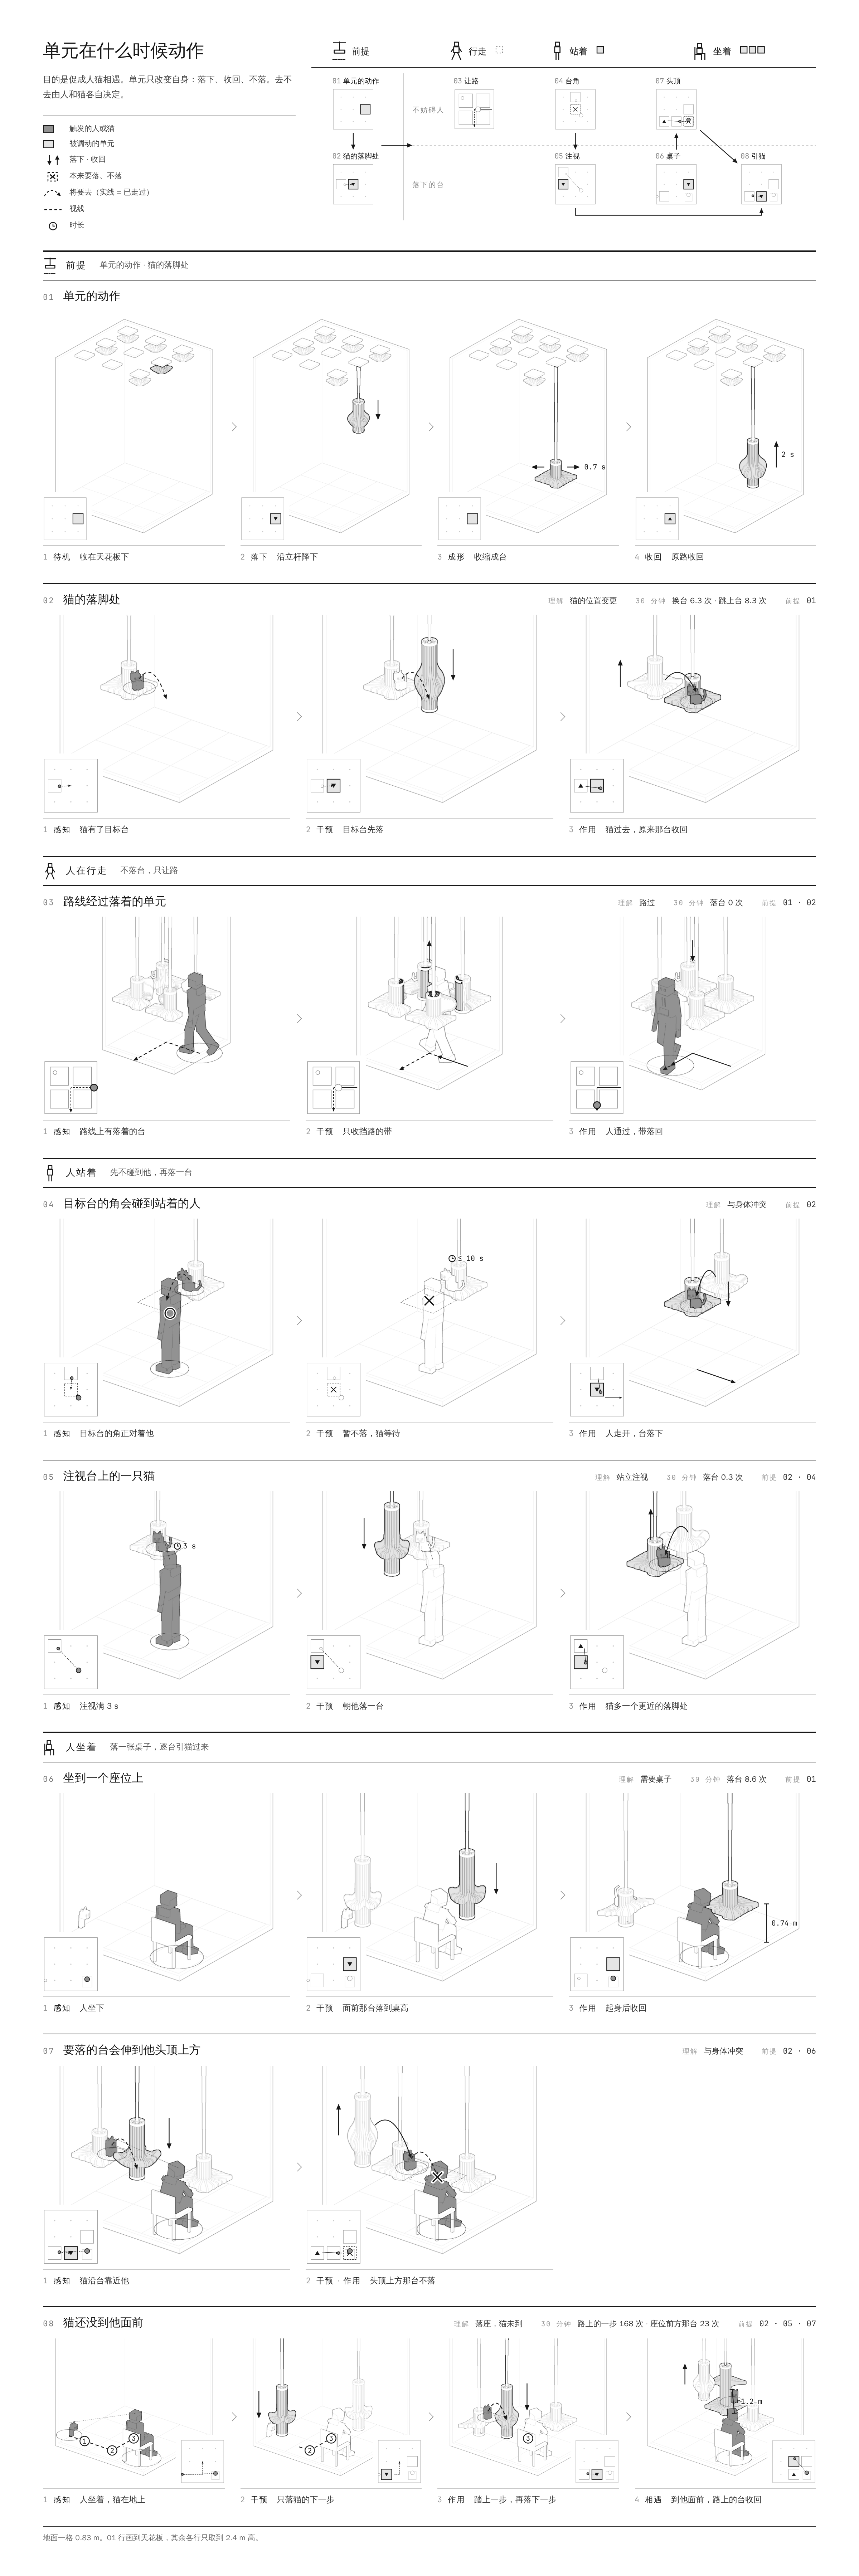 单元在什么时候动作
目的是促成人猫相遇。单元只改变自身：落下、收回、不落。去不
去由人和猫各自决定。
触发的人或猫
被调动的单元
落下 · 收回
本来要落、不落
将要去（实线 = 已走过）
视线
时长
前提
行走
站着
坐着
01 单元的动作
03 让路
04 台角
07 头顶
不妨碍人
02 猫的落脚处
05 注视
06 桌子
08 引猫
落下的台
前提 单元的动作 · 猫的落脚处
01 单元的动作
0.7 s
2 s
1 待机 收在天花板下
2 落下 沿立杆降下
3 成形 收缩成台
4 收回 原路收回
02 猫的落脚处
理解 猫的位置变更 30 分钟 换台 6.3 次 · 跳上台 8.3 次 前提 01
1 感知 猫有了目标台
2 干预 目标台先落
3 作用 猫过去，原来那台收回
人在行走 不落台，只让路
03 路线经过落着的单元
理解 路过 30 分钟 落台 0 次 前提 01 · 02
1 感知 路线上有落着的台
2 干预 只收挡路的带
3 作用 人通过，带落回
人站着 先不碰到他，再落一台
04 目标台的角会碰到站着的人
理解 与身体冲突 前提 02
≤ 10 s
1 感知 目标台的角正对着他
2 干预 暂不落，猫等待
3 作用 人走开，台落下
05 注视台上的一只猫
理解 站立注视 30 分钟 落台 0.3 次 前提 02 · 04
3 s
1 感知 注视满 3 s
2 干预 朝他落一台
3 作用 猫多一个更近的落脚处
人坐着 落一张桌子，逐台引猫过来
06 坐到一个座位上
理解 需要桌子 30 分钟 落台 8.6 次 前提 01
0.74 m
1 感知 人坐下
2 干预 面前那台落到桌高
3 作用 起身后收回
07 要落的台会伸到他头顶上方
理解 与身体冲突 前提 02 · 06
1 感知 猫沿台靠近他
2 干预 · 作用 头顶上方那台不落
08 猫还没到他面前
理解 落座，猫未到 30 分钟 路上的一步 168 次 · 座位前方那台 23 次 前提 02 · 05 · 07
1 2 3
2 3
3
1.2 m
1 感知 人坐着，猫在地上
2 干预 只落猫的下一步
3 作用 踏上一步，再落下一步
4 相遇 到他面前，路上的台收回
地面一格 0.83 m。01 行画到天花板，其余各行只取到 2.4 m 高。